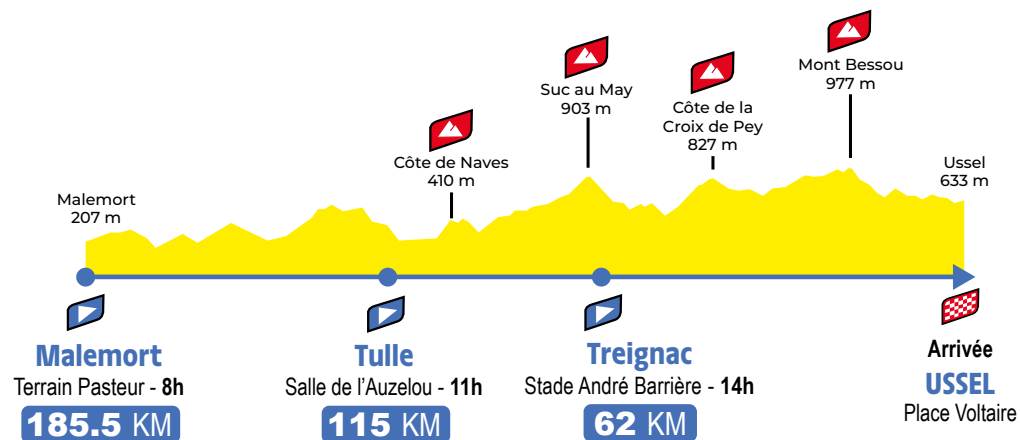 Malemort
207 m
Côte de Naves
410 m
Suc au May
903 m
Côte de la
Croix de Pey
827 m
Mont Bessou
977 m
Ussel
633 m
Malemort
Terrain Pasteur - 8h
185.5 KM
Tulle
Salle de l'Auzelou - 11h
115 KM
Treignac
Stade André Barrière - 14h
62 KM
Arrivée
USSEL
Place Voltaire